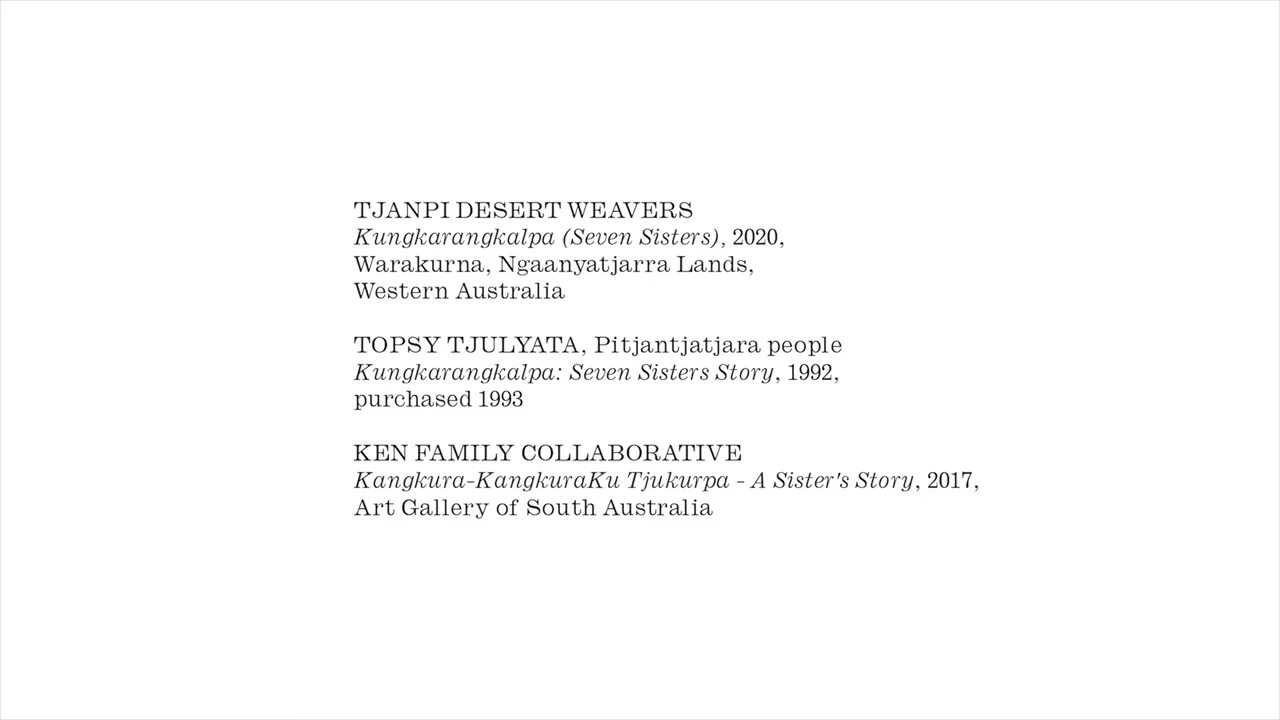 TJANPI DESERT WEAVERS
Kungkarangkalpa (Seven Sisters), 2020,
Warakurna, Ngaanyatjarra Lands,
Western Australia
TOPSY TJULYATA, Pitjantjatjara people
Kungkarangkalpa: Seven Sisters Story, 1992,
purchased 1993
KEN FAMILY COLLABORATIVE
Kangkura-KangkuraKu Tjukurpa - A Sister's Story, 2017,
Art Gallery of South Australia